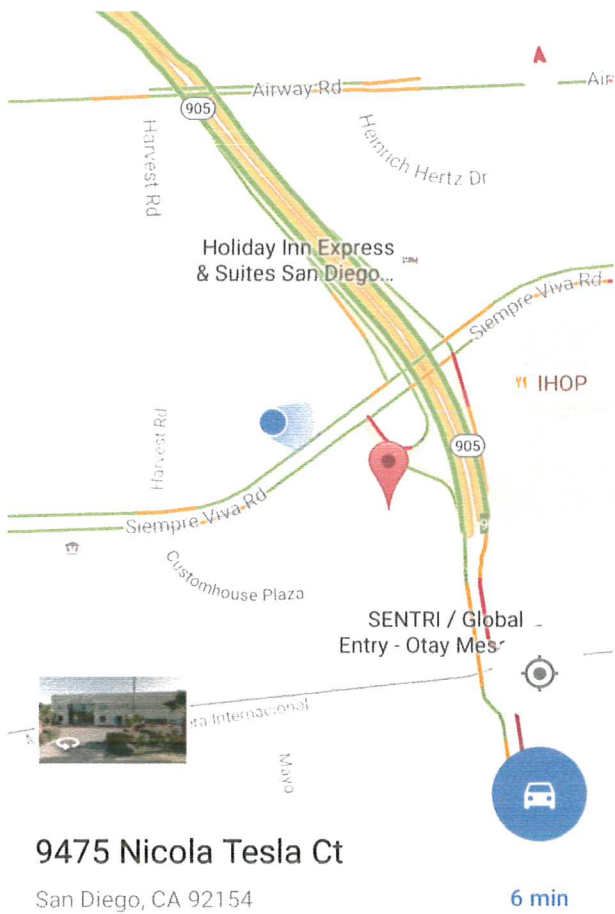 Airway Rd
Air
905
Harvest Rd
Heinrich Hertz Dr
Holiday Inn Express
& Suites San Diego...
Siempre Viva Rd
IHOP
Harvest Rd
905
Siempre Viva Rd
Customhouse Plaza
SENTRI / Global
Entry - Otay Mes
ra Internacional
Mayo
9475 Nicola Tesla Ct
San Diego, CA 92154
6 min